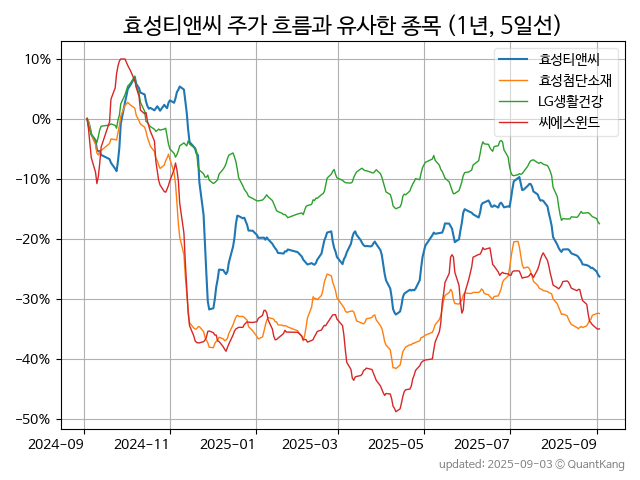 효성티앤씨 주가 흐름과 유사한 종목 (1년, 5일선)
효성티앤씨
효성첨단소재
LG생활건강
씨에스윈드
10%
0%
−10%
−20%
−30%
−40%
−50%
2024-09 2024-11 2025-01 2025-03 2025-05 2025-07 2025-09
updated: 2025-09-03 © QuantKang